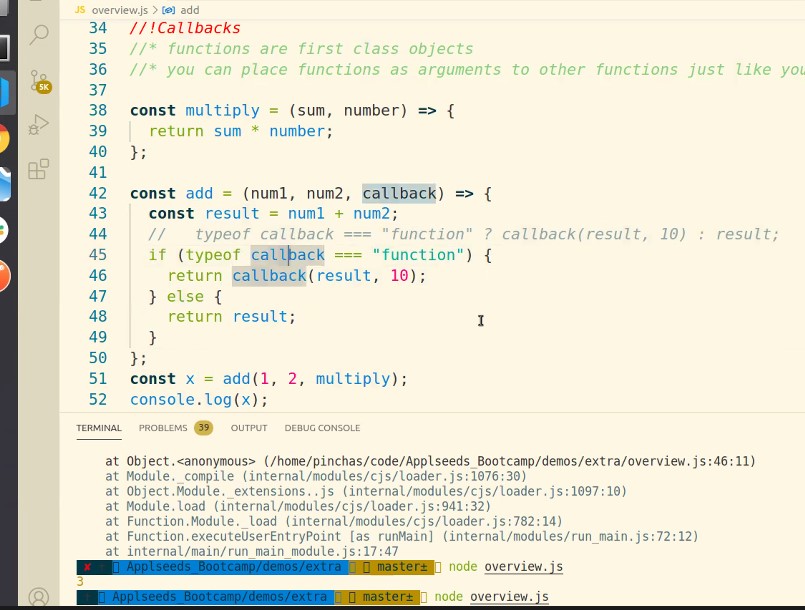 JS overview.js > add
34 //!Callbacks
35 //* functions are first class objects
36 //* you can place functions as arguments to other functions just like you
37
38 const multiply = (sum, number) => {
39 return sum * number;
40 };
41
42 const add = (num1, num2, callback) => {
43 const result = num1 + num2;
44 // typeof callback === "function" ? callback(result, 10) : result;
45 if (typeof callback === "function") {
46 return callback(result, 10);
47 } else {
48 return result;
49 }
50 };
51 const x = add(1, 2, multiply);
52 console.log(x);
5K
TERMINAL PROBLEMS 39 OUTPUT DEBUG CONSOLE
at Object.<anonymous> (/home/pinchas/code/Applseeds_Bootcamp/demos/extra/overview.js:46:11)
at Module._compile (internal/modules/cjs/loader.js:1076:30)
at Object.Module._extensions..js (internal/modules/cjs/loader.js:1097:10)
at Module.load (internal/modules/cjs/loader.js:941:32)
at Function.Module._load (internal/modules/cjs/loader.js:782:14)
at Function.executeUserEntryPoint [as runMain] (internal/modules/run_main.js:72:12)
at internal/main/run_main_module.js:17:47
✘ Applseeds_Bootcamp/demos/extra master± node overview.js
3
Applseeds_Bootcamp/demos/extra master± node overview.js